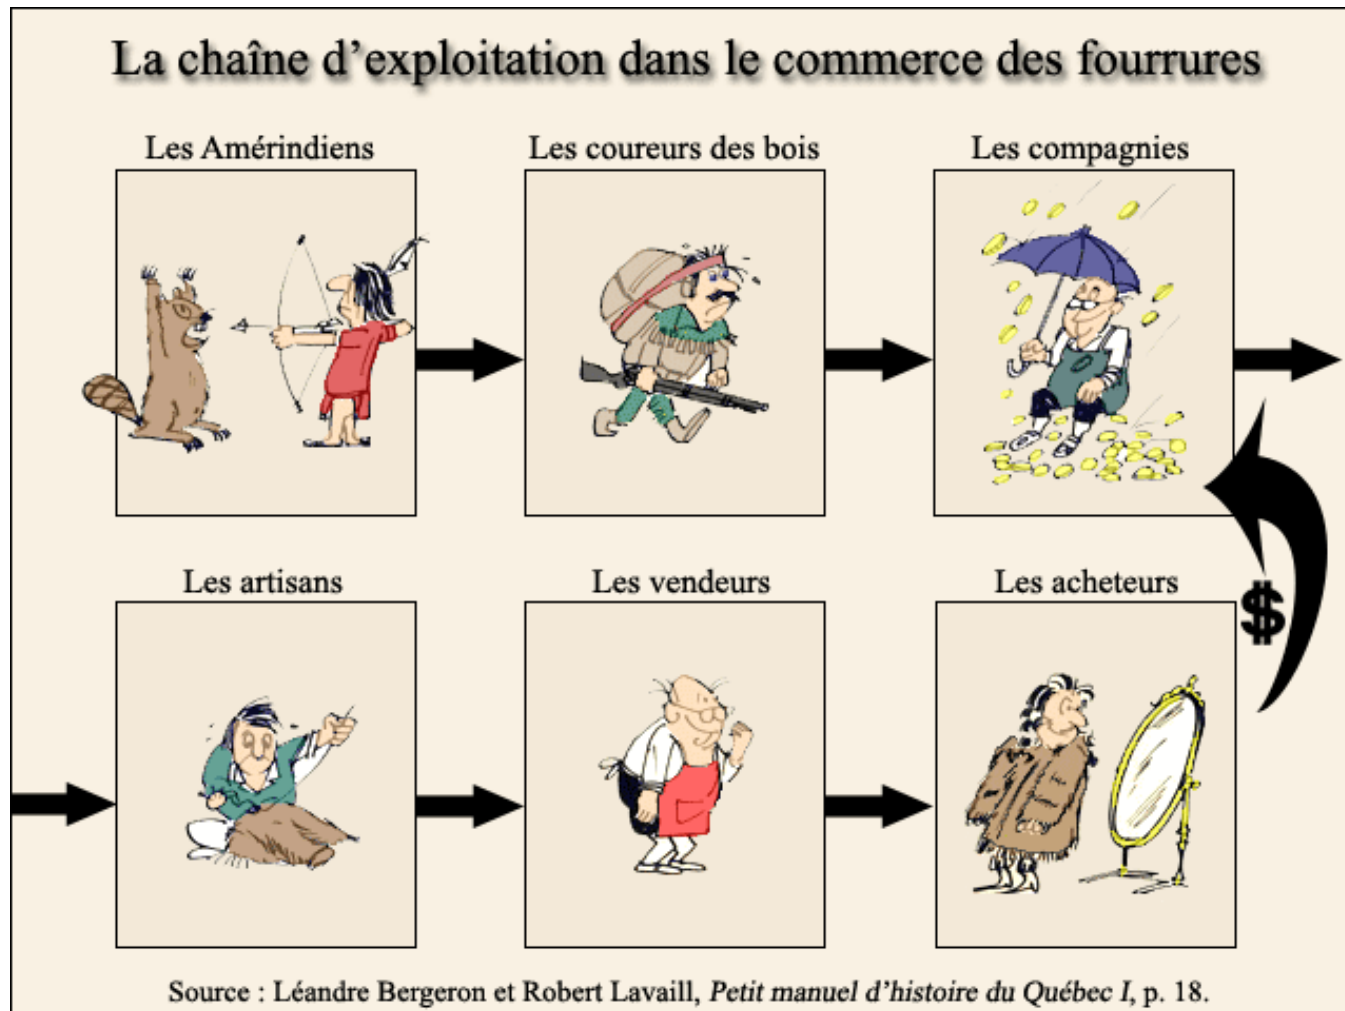 La chaîne d’exploitation dans le commerce des fourrures
Les Amérindiens
Les coureurs des bois
Les compagnies
Les artisans
Les vendeurs
Les acheteurs
$
Source : Léandre Bergeron et Robert Lavaill, Petit manuel d’histoire du Québec I, p. 18.